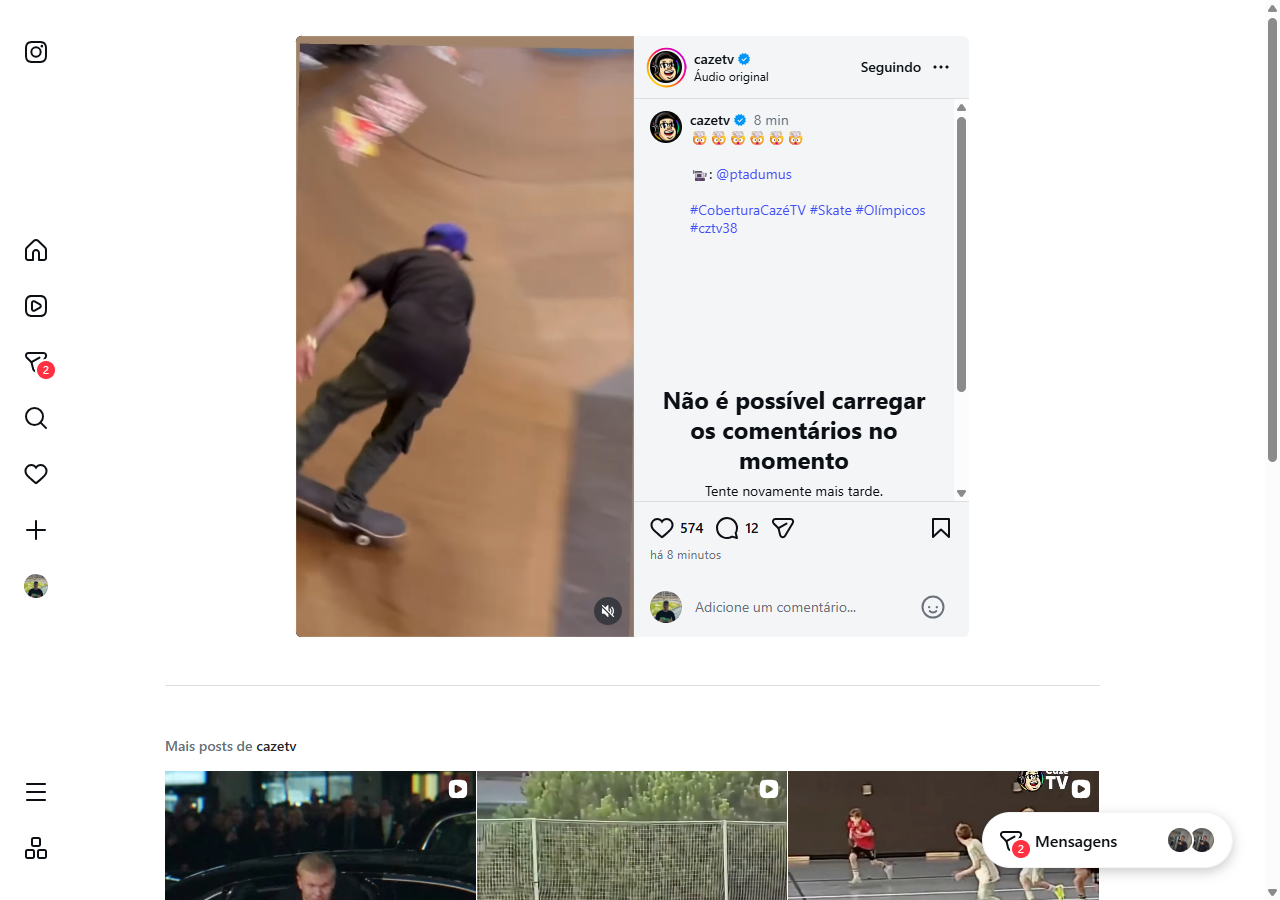 cazetv
Áudio original
Seguindo
cazetv 8 min
🤯 🤯 🤯 🤯 🤯 🤯
📹: @ptadumus
#CoberturaCazéTV #Skate #Olímpicos
#cztv38
Não é possível carregar
os comentários no
momento
Tente novamente mais tarde.
574 12
há 8 minutos
Adicione um comentário...
2
Mais posts de cazetv
TV
2 Mensagens